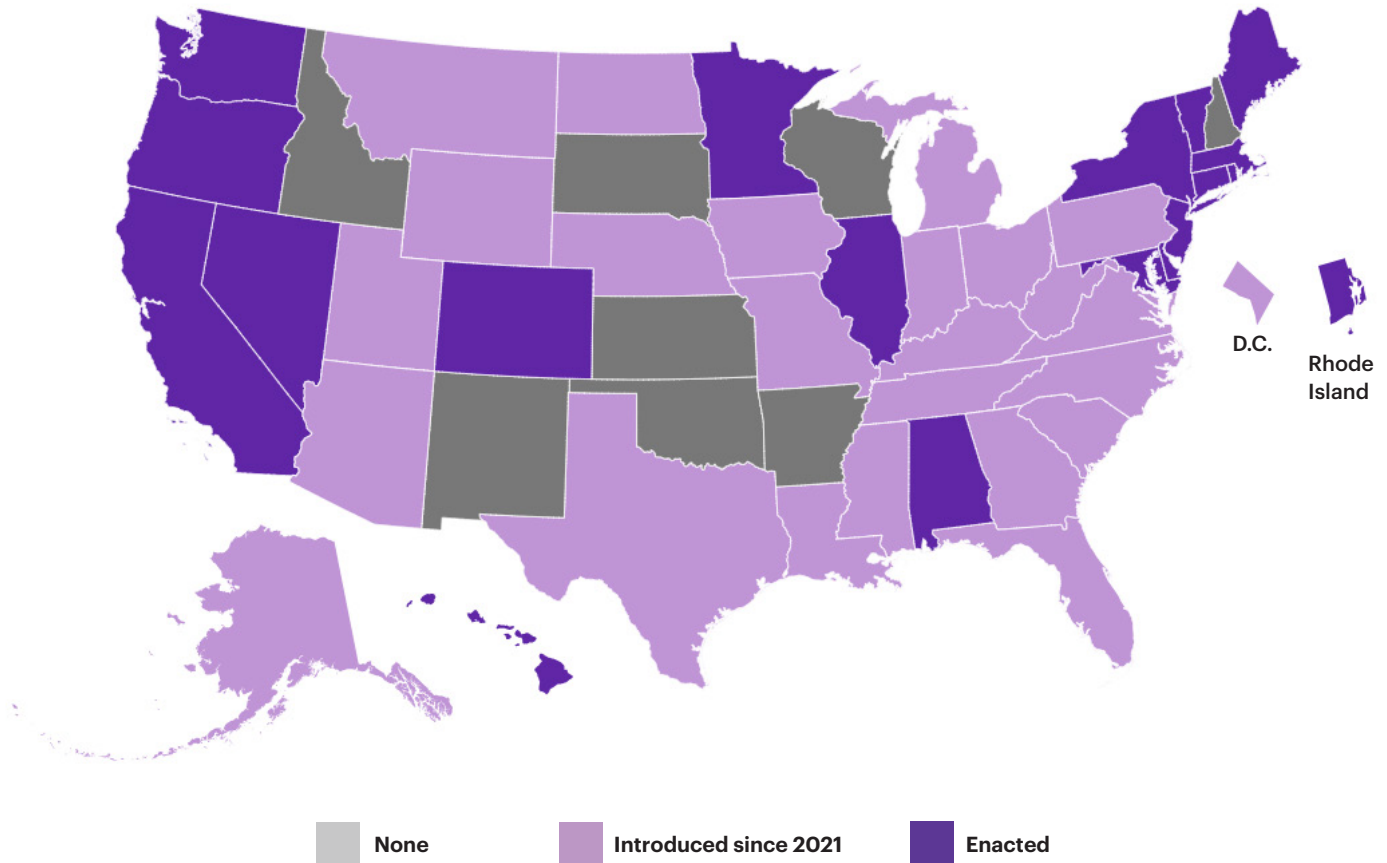 D.C.
Rhode
Island
None
Introduced since 2021
Enacted